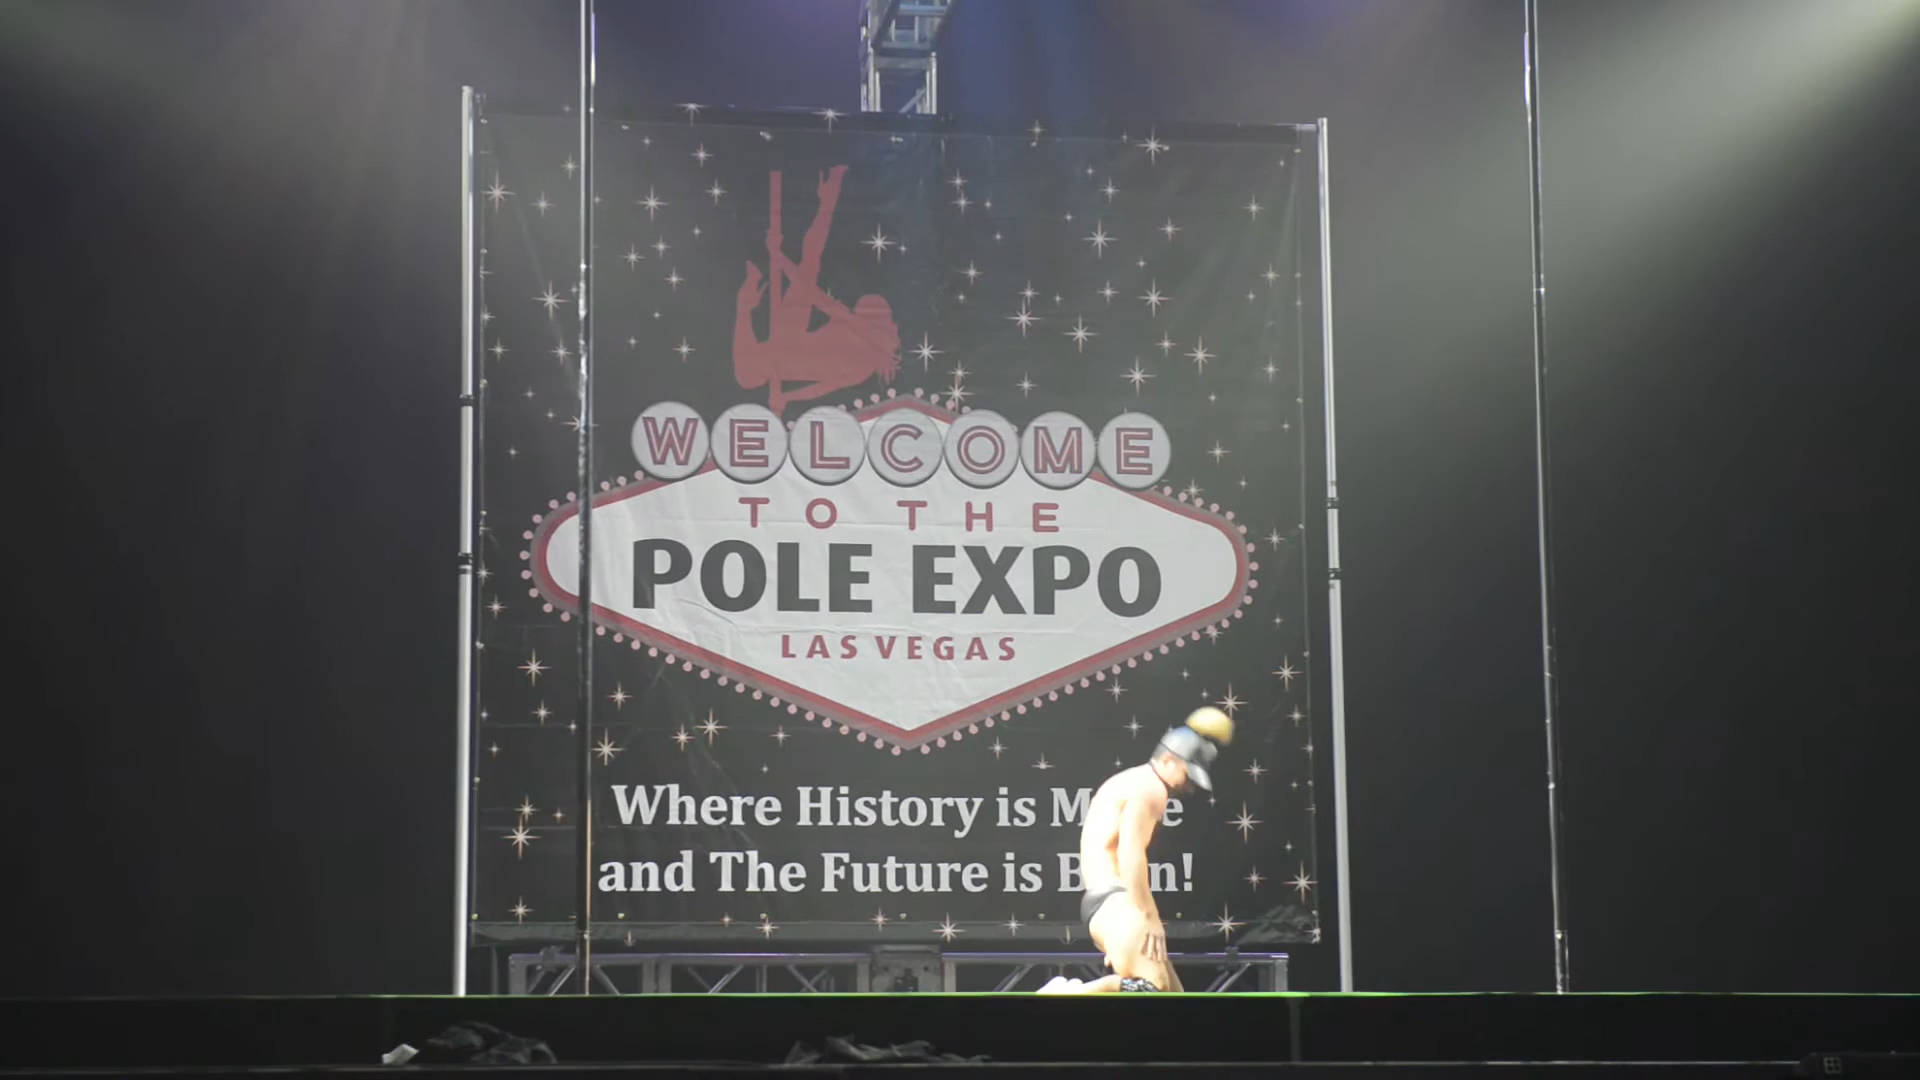 WELCOME
TO THE
POLE EXPO
LAS VEGAS
Where History is
and The Future is